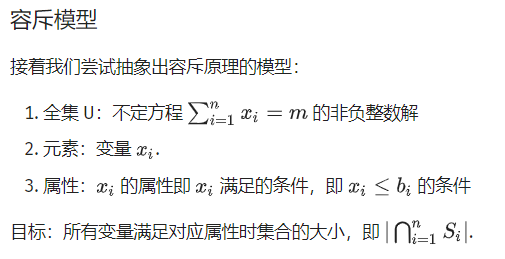 容斥模型
接着我们尝试抽象出容斥原理的模型：
1. 全集 U：不定方程 $\sum_{i=1}^{n} x_i = m$ 的非负整数解
2. 元素：变量 $x_i$.
3. 属性：$x_i$ 的属性即 $x_i$ 满足的条件，即 $x_i \leq b_i$ 的条件
目标：所有变量满足对应属性时集合的大小，即 $|\bigcap_{i=1}^{n} S_i|$.